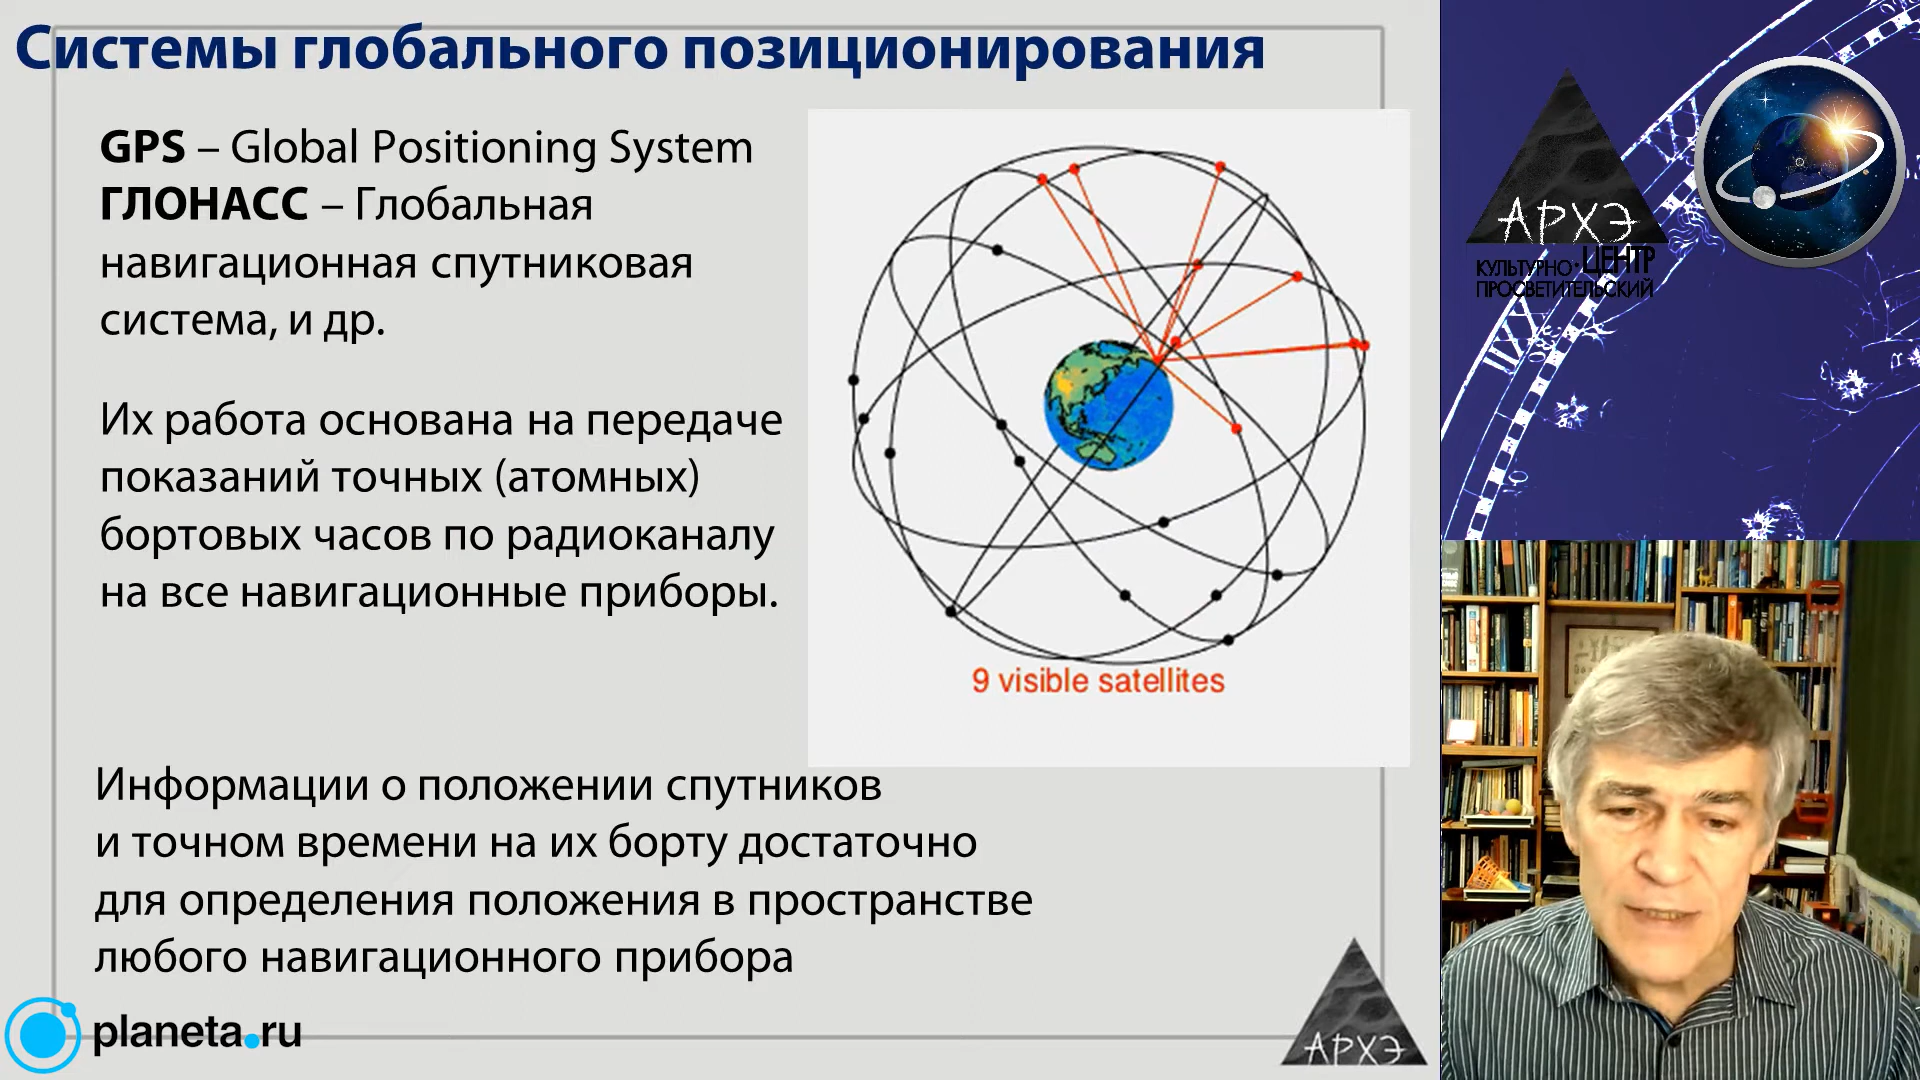 Системы глобального позиционирования
GPS – Global Positioning System
ГЛОНАСС – Глобальная
навигационная спутниковая
система, и др.
Их работа основана на передаче
показаний точных (атомных)
бортовых часов по радиоканалу
на все навигационные приборы.
9 visible satellites
Информации о положении спутников
и точном времени на их борту достаточно
для определения положения в пространстве
любого навигационного прибора
planeta.ru
АРХЭ
АРХЭ
КУЛЬТУРНО-ЦЕНТР
ПРОСВЕТИТЕЛЬСКИЙ